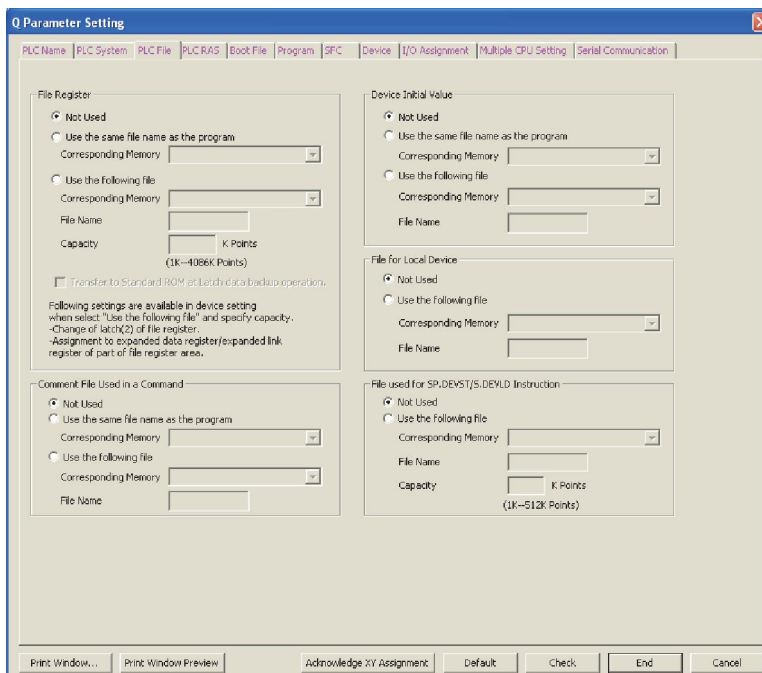 Q Parameter Setting
PLC Name PLC System PLC File PLC RAS Boot File Program SFC Device I/O Assignment Multiple CPU Setting Serial Communication
File Register
Not Used
Use the same file name as the program
Corresponding Memory
Use the following file
Corresponding Memory
File Name
Capacity K Points
(1K--4086K Points)
Transfer to Standard ROM at Latch data backup operation.
Following settings are available in device setting
when select "Use the following file" and specify capacity.
-Change of latch(2) of file register.
-Assignment to expanded data register/expanded link
register of part of file register area.
Comment File Used in a Command
Not Used
Use the same file name as the program
Corresponding Memory
Use the following file
Corresponding Memory
File Name
Device Initial Value
Not Used
Use the same file name as the program
Corresponding Memory
Use the following file
Corresponding Memory
File Name
File for Local Device
Not Used
Use the following file
Corresponding Memory
File Name
File used for SP.DEVST/S.DEVLD Instruction
Not Used
Use the following file
Corresponding Memory
File Name
Capacity K Points
(1K--512K Points)
Print Window... Print Window Preview Acknowledge XY Assignment Default Check End Cancel